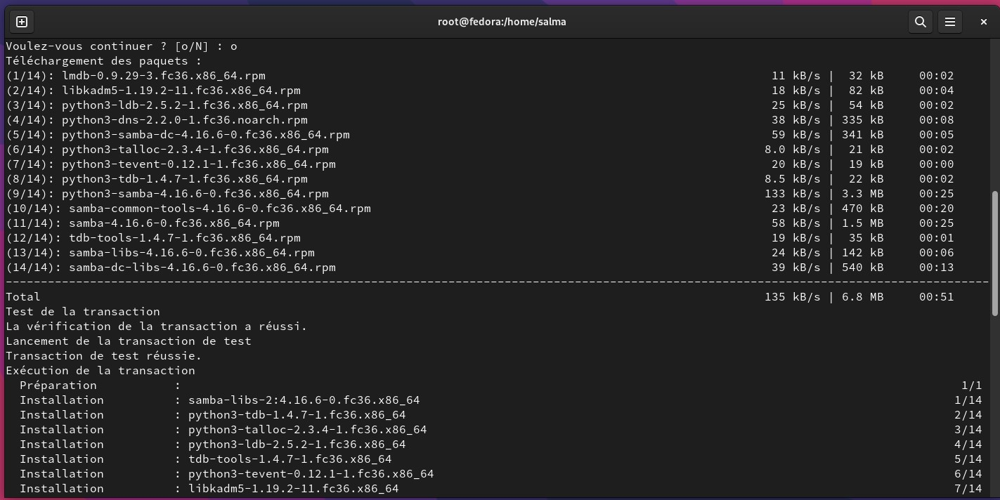 root@fedora:/home/salma
Voulez-vous continuer ? [o/N] : o
Téléchargement des paquets :
(1/14): lmdb-0.9.29-3.fc36.x86_64.rpm 11 kB/s | 32 kB 00:02
(2/14): libkadm5-1.19.2-11.fc36.x86_64.rpm 18 kB/s | 82 kB 00:04
(3/14): python3-ldb-2.5.2-1.fc36.x86_64.rpm 25 kB/s | 54 kB 00:02
(4/14): python3-dns-2.2.0-1.fc36.noarch.rpm 38 kB/s | 335 kB 00:08
(5/14): python3-samba-dc-4.16.6-0.fc36.x86_64.rpm 59 kB/s | 341 kB 00:05
(6/14): python3-talloc-2.3.4-1.fc36.x86_64.rpm 8.0 kB/s | 21 kB 00:02
(7/14): python3-tevent-0.12.1-1.fc36.x86_64.rpm 20 kB/s | 19 kB 00:00
(8/14): python3-tdb-1.4.7-1.fc36.x86_64.rpm 8.5 kB/s | 22 kB 00:02
(9/14): python3-samba-4.16.6-0.fc36.x86_64.rpm 133 kB/s | 3.3 MB 00:25
(10/14): samba-common-tools-4.16.6-0.fc36.x86_64.rpm 23 kB/s | 470 kB 00:20
(11/14): samba-4.16.6-0.fc36.x86_64.rpm 58 kB/s | 1.5 MB 00:25
(12/14): tdb-tools-1.4.7-1.fc36.x86_64.rpm 19 kB/s | 35 kB 00:01
(13/14): samba-libs-4.16.6-0.fc36.x86_64.rpm 24 kB/s | 142 kB 00:06
(14/14): samba-dc-libs-4.16.6-0.fc36.x86_64.rpm 39 kB/s | 540 kB 00:13
--------------------------------------------------------------------------------------------------------------------------------------------
Total 135 kB/s | 6.8 MB 00:51
Test de la transaction
La vérification de la transaction a réussi.
Lancement de la transaction de test
Transaction de test réussie.
Exécution de la transaction
Préparation : 1/1
Installation : samba-libs-2:4.16.6-0.fc36.x86_64 1/14
Installation : python3-tdb-1.4.7-1.fc36.x86_64 2/14
Installation : python3-talloc-2.3.4-1.fc36.x86_64 3/14
Installation : python3-ldb-2.5.2-1.fc36.x86_64 4/14
Installation : tdb-tools-1.4.7-1.fc36.x86_64 5/14
Installation : python3-tevent-0.12.1-1.fc36.x86_64 6/14
Installation : libkadm5-1.19.2-11.fc36.x86_64 7/14